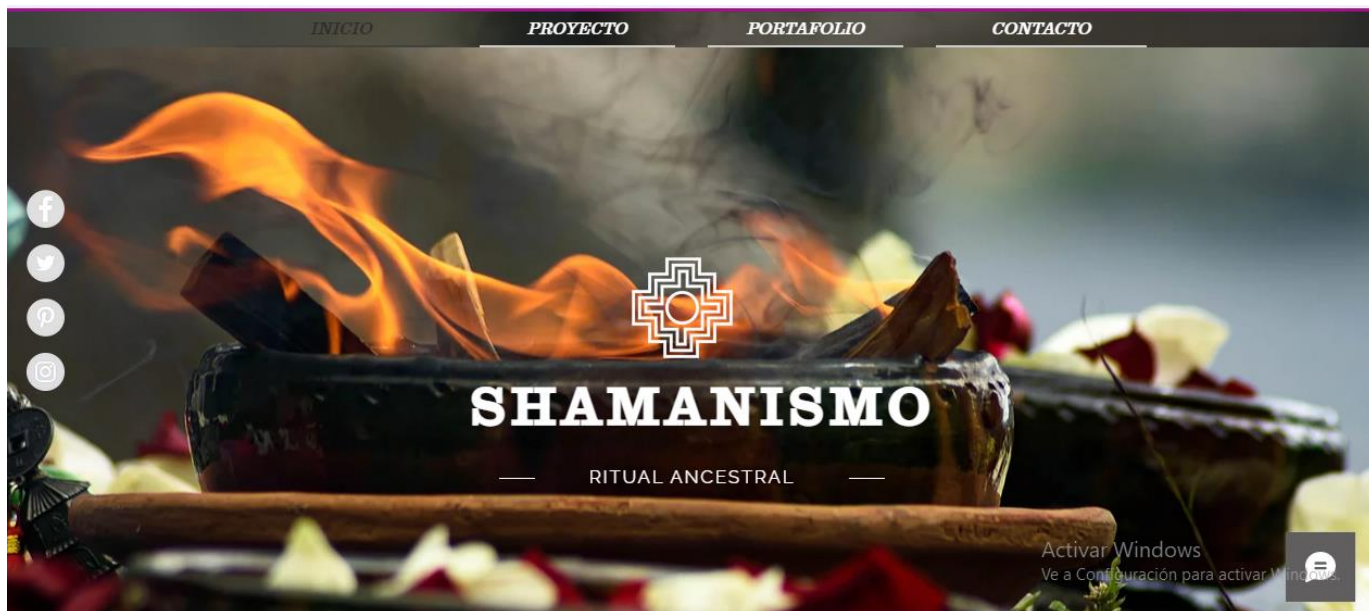 INICIO
PROYECTO
PORTAFOLIO
CONTACTO
SHAMANISMO
RITUAL ANCESTRAL
Activar Windows
Ve a Configuración para activar Windows.